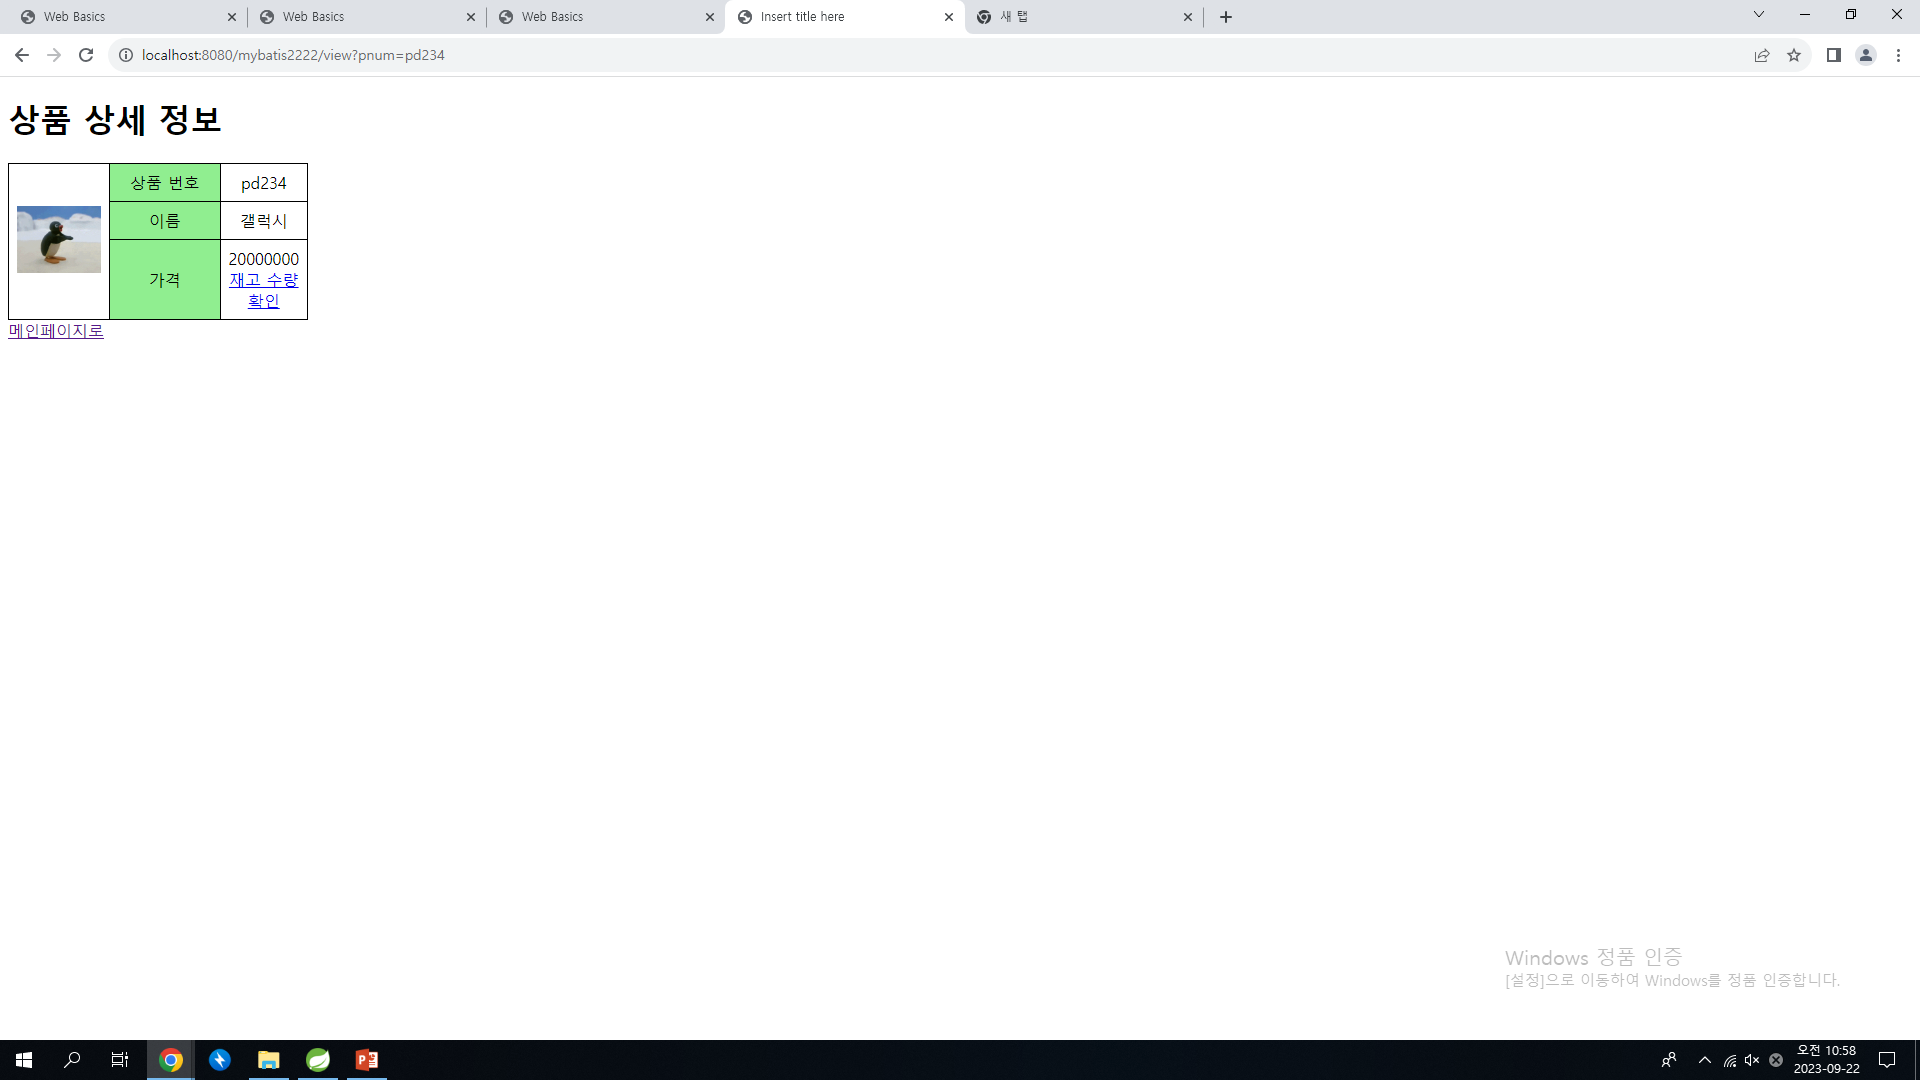 Web Basics
Web Basics
Web Basics
Insert title here
새 탭
localhost:8080/mybatis2222/view?pnum=pd234
상품 상세 정보
상품 번호
pd234
이름
갤럭시
가격
20000000
재고 수량
확인
메인페이지로
Windows 정품 인증
[설정]으로 이동하여 Windows를 정품 인증합니다.
오전 10:58
2023-09-22